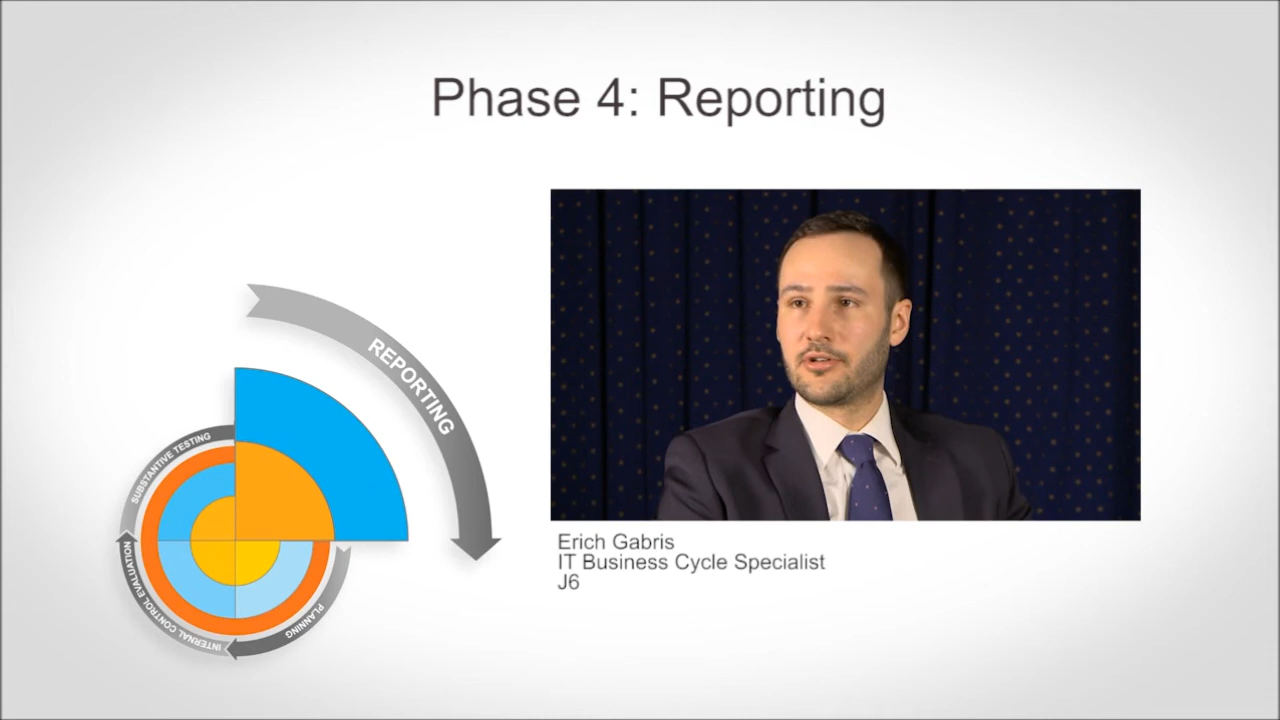 Phase 4: Reporting
REPORTING
SUBSTANTIVE TESTING
INTERNAL CONTROL EVALUATION
PLANNING
Erich Gabris
IT Business Cycle Specialist
J6